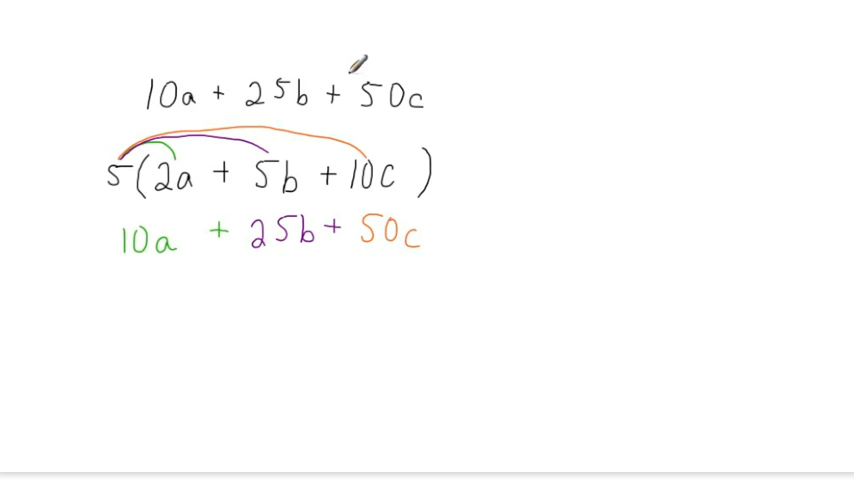 10a + 25b + 50c
5(2a + 5b + 10c)
10a + 25b + 50c